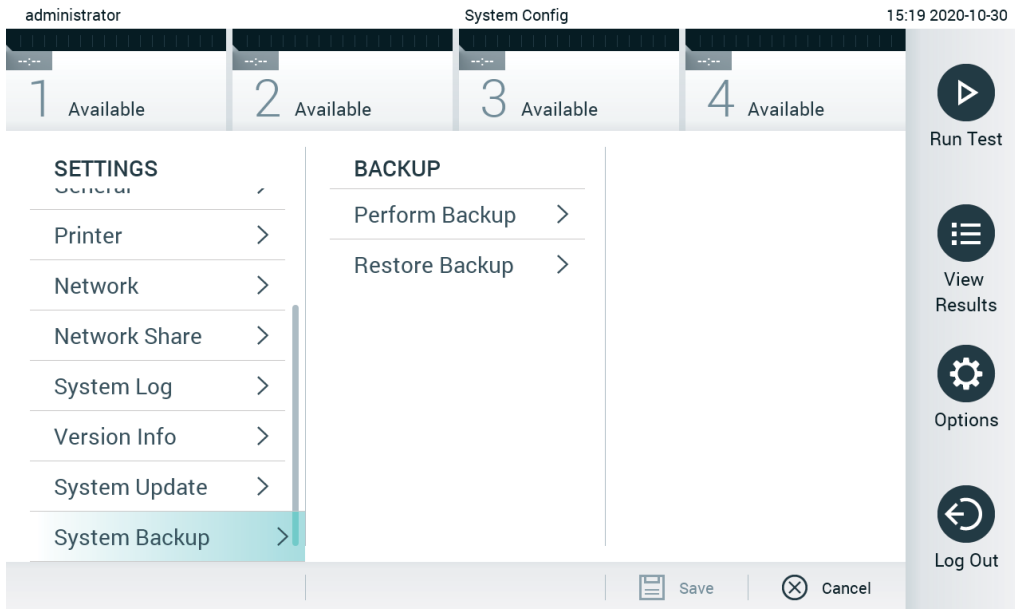 administrator System Config 15:19 2020-10-30
--:-- --:-- --:-- --:--
1 Available 2 Available 3 Available 4 Available
Run Test
View
Results
Options
Log Out
SETTINGS
General
Printer
Network
Network Share
System Log
Version Info
System Update
System Backup
BACKUP
Perform Backup
Restore Backup
Save Cancel